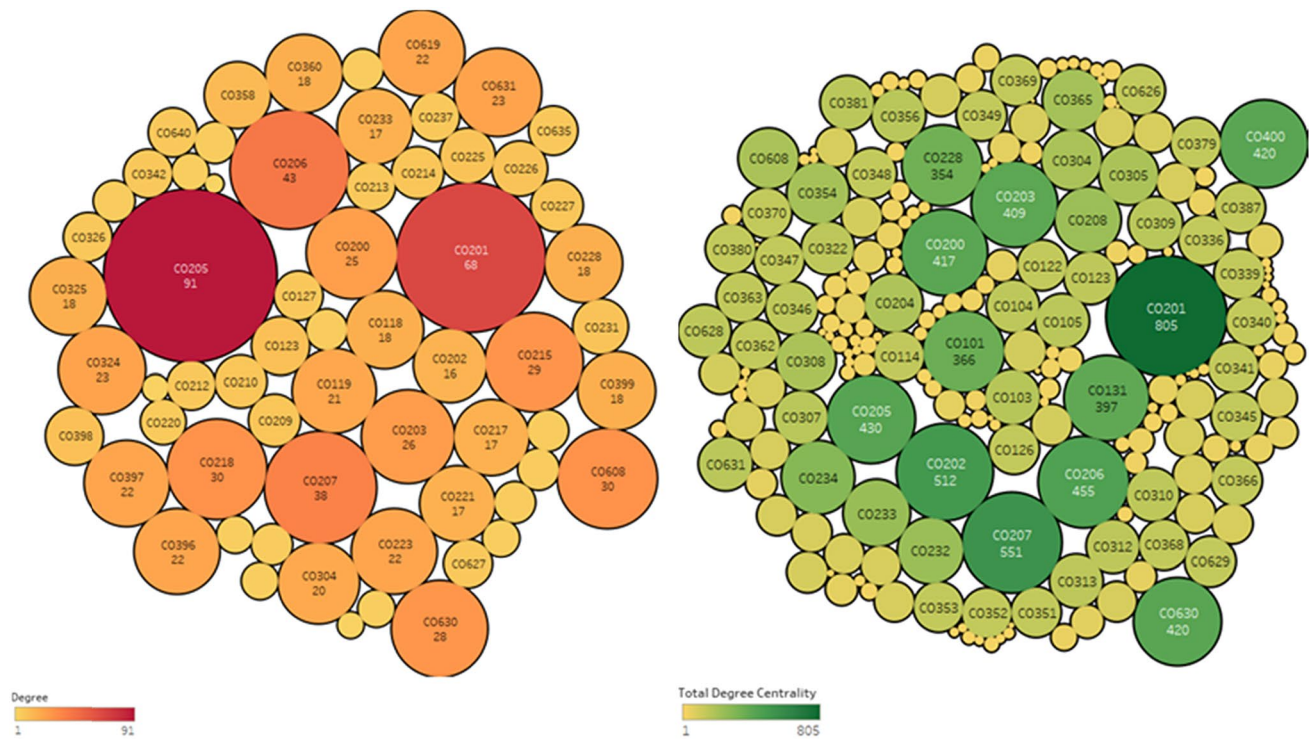 CO619
22
CO360
18
CO631
23
CO358
CO233
17
CO237
CO640
CO635
CO206
43
CO225
CO226
CO342
CO214
CO213
CO227
CO326
CO200
25
CO201
68
CO228
18
CO205
91
CO325
18
CO127
CO118
18
CO231
CO123
CO202
16
CO215
29
CO324
23
CO212
CO210
CO119
21
CO399
18
CO220
CO209
CO398
CO203
26
CO217
17
CO218
30
CO207
38
CO608
30
CO397
22
CO221
17
CO396
22
CO223
22
CO627
CO304
20
CO630
28
Degree
1
91
CO369
CO626
CO381
CO365
CO356
CO349
CO400
420
CO379
CO608
CO228
354
CO304
CO348
CO305
CO354
CO203
409
CO370
CO387
CO208
CO309
CO380
CO322
CO200
417
CO336
CO347
CO122
CO123
CO339
CO363
CO346
CO204
CO104
CO201
805
CO105
CO340
CO628
CO362
CO101
366
CO308
CO114
CO341
CO131
397
CO103
CO307
CO205
430
CO345
CO126
CO631
CO234
CO202
512
CO206
455
CO366
CO310
CO233
CO207
551
CO232
CO312
CO368
CO629
CO313
CO353
CO352
CO351
CO630
420
Total Degree Centrality
1
805